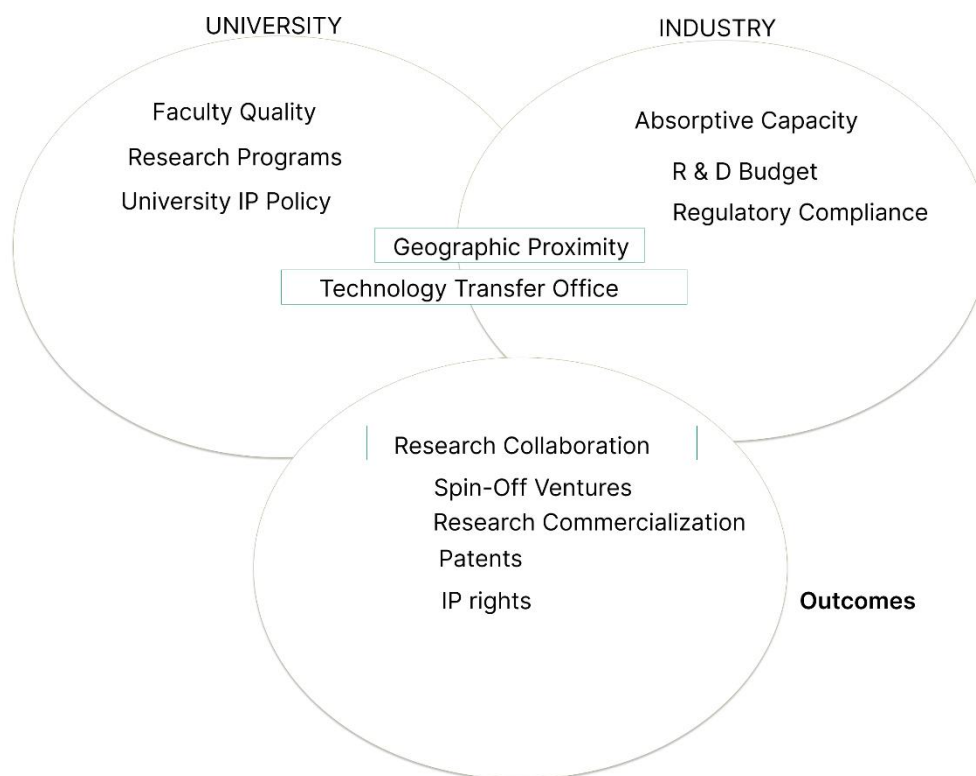 UNIVERSITY
INDUSTRY
Faculty Quality
Research Programs
University IP Policy
Absorptive Capacity
R & D Budget
Regulatory Compliance
Geographic Proximity
Technology Transfer Office
Research Collaboration
Spin-Off Ventures
Research Commercialization
Patents
IP rights
Outcomes